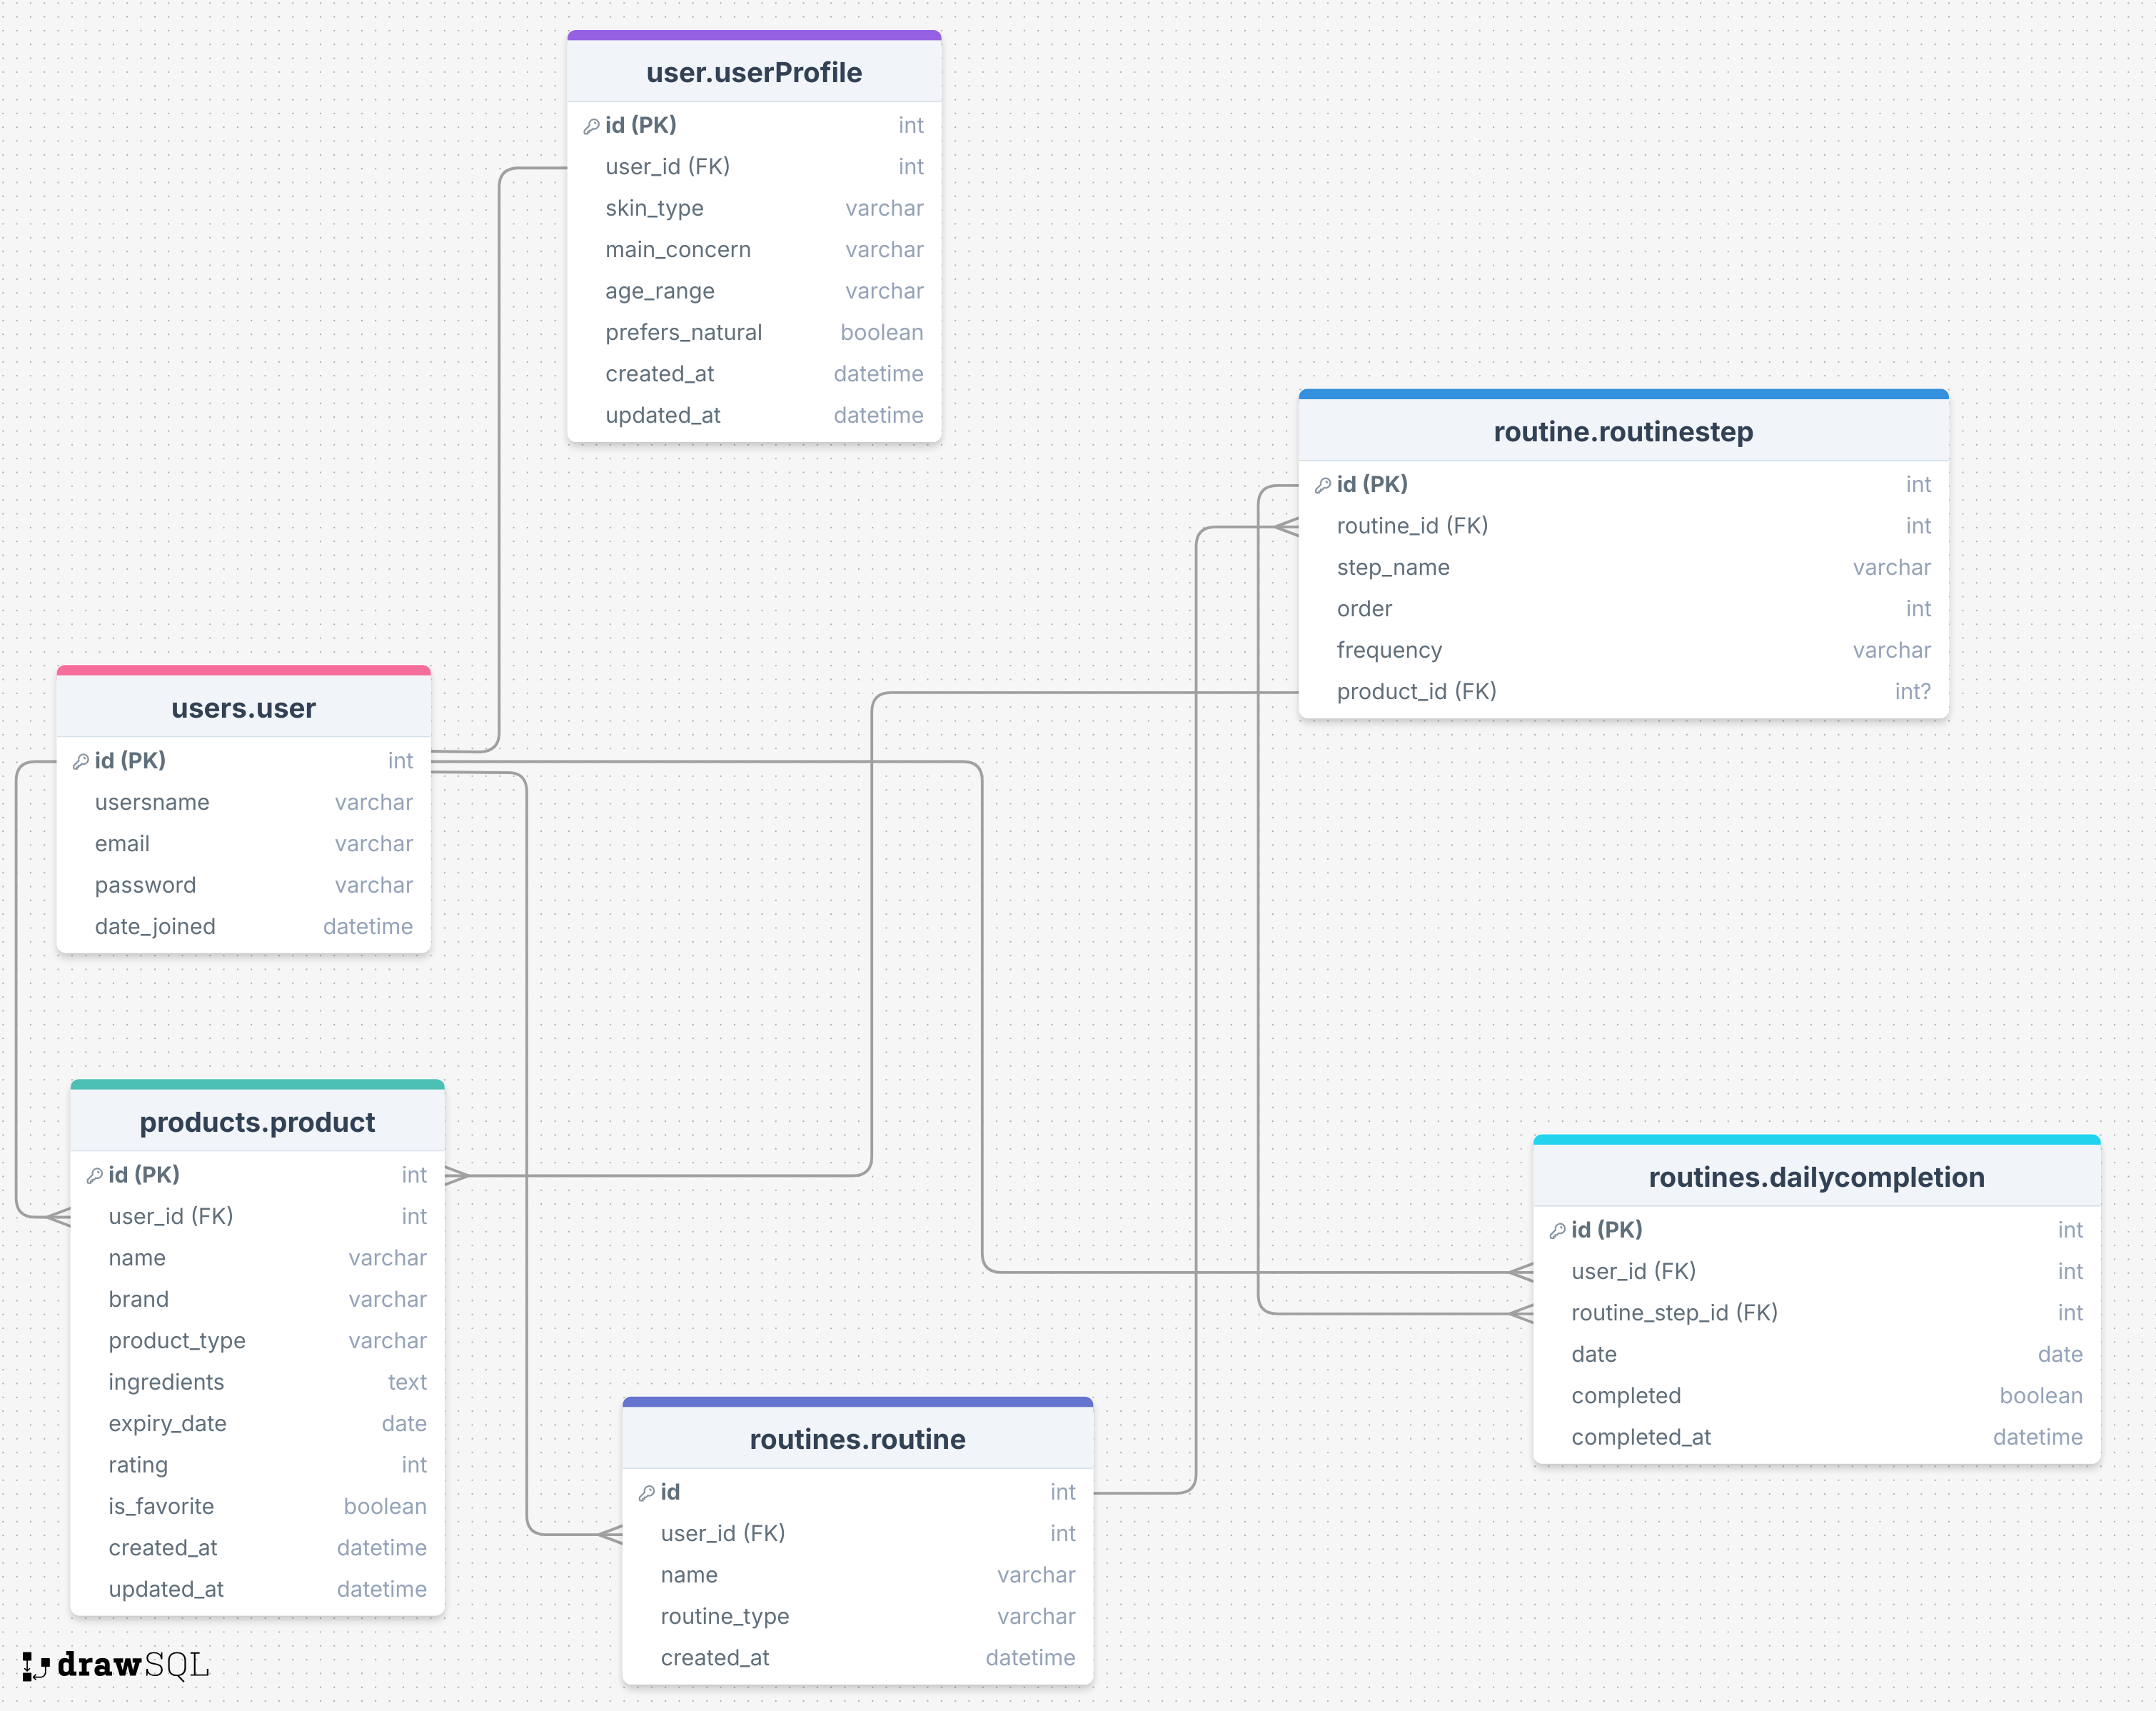 user.userProfile
id (PK) int
user_id (FK) int
skin_type varchar
main_concern varchar
age_range varchar
prefers_natural boolean
created_at datetime
updated_at datetime
routine.routinestep
id (PK) int
routine_id (FK) int
step_name varchar
order int
frequency varchar
product_id (FK) int?
users.user
id (PK) int
usersname varchar
email varchar
password varchar
date_joined datetime
products.product
id (PK) int
user_id (FK) int
name varchar
brand varchar
product_type varchar
ingredients text
expiry_date date
rating int
is_favorite boolean
created_at datetime
updated_at datetime
routines.dailycompletion
id (PK) int
user_id (FK) int
routine_step_id (FK) int
date date
completed boolean
completed_at datetime
routines.routine
id int
user_id (FK) int
name varchar
routine_type varchar
created_at datetime
drawSQL